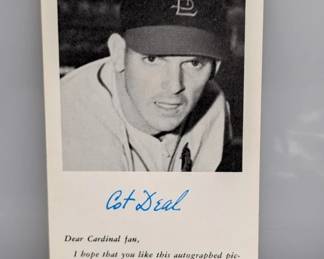 Cot Deal
Dear Cardinal fan,
I hope that you like this autographed pic-